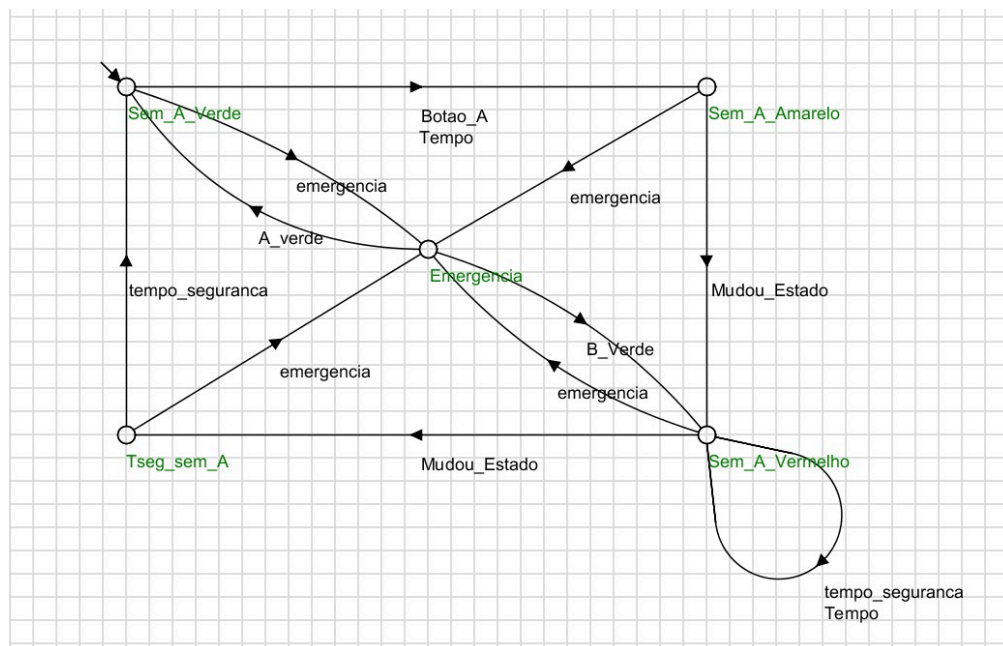 Sem_A_Verde
Botao_A
Tempo
Sem_A_Amarelo
emergencia
emergencia
A_verde
Emergencia
tempo_seguranca
Mudou_Estado
B_Verde
emergencia
emergencia
Tseg_sem_A
Mudou_Estado
Sem_A_Vermelho
tempo_seguranca
Tempo